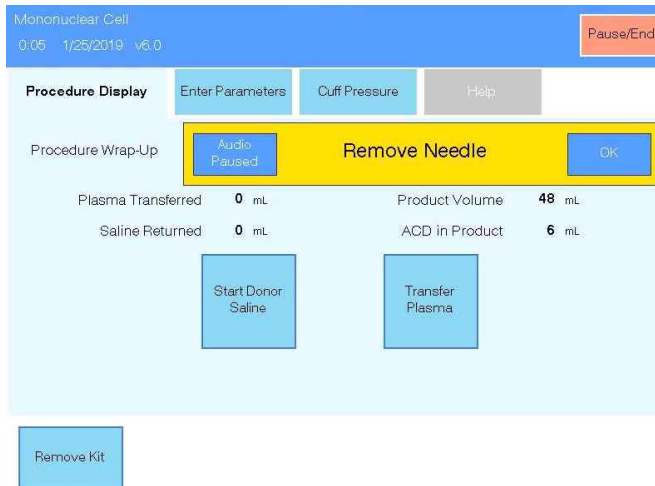 Mononuclear Cell
0:05 1/25/2019 v6.0
Pause/End
Procedure Display
Enter Parameters
Cuff Pressure
Help
Procedure Wrap-Up
Audio
Paused
Remove Needle
OK
Plasma Transferred 0 mL
Product Volume 48 mL
Saline Returned 0 mL
ACD in Product 6 mL
Start Donor
Saline
Transfer
Plasma
Remove Kit